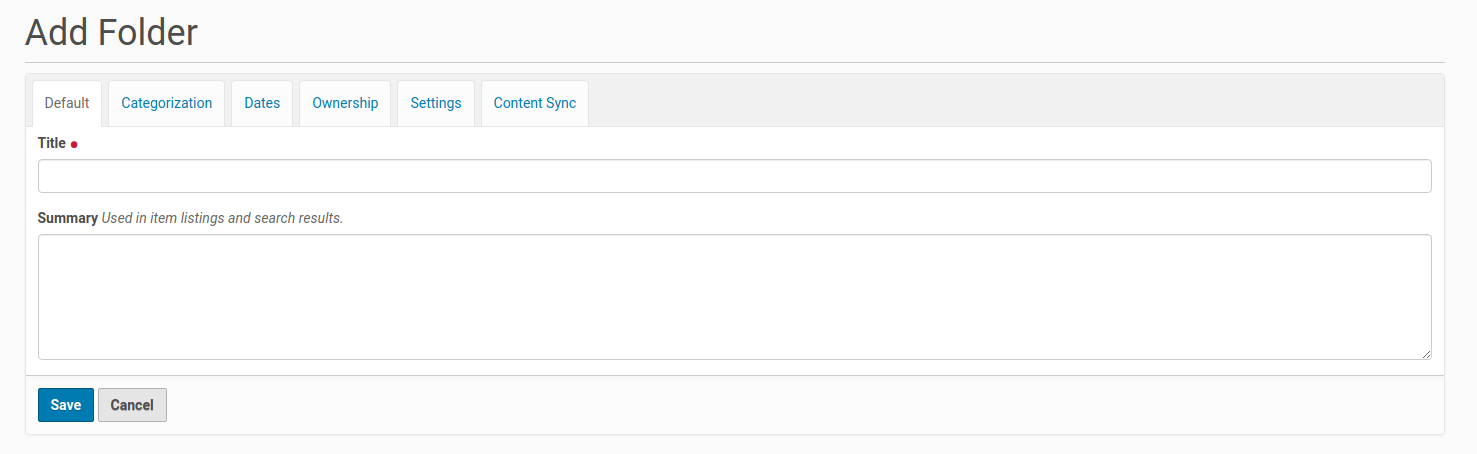 Add Folder
Default Categorization Dates Ownership Settings Content Sync
Title
Summary Used in item listings and search results.
Save Cancel